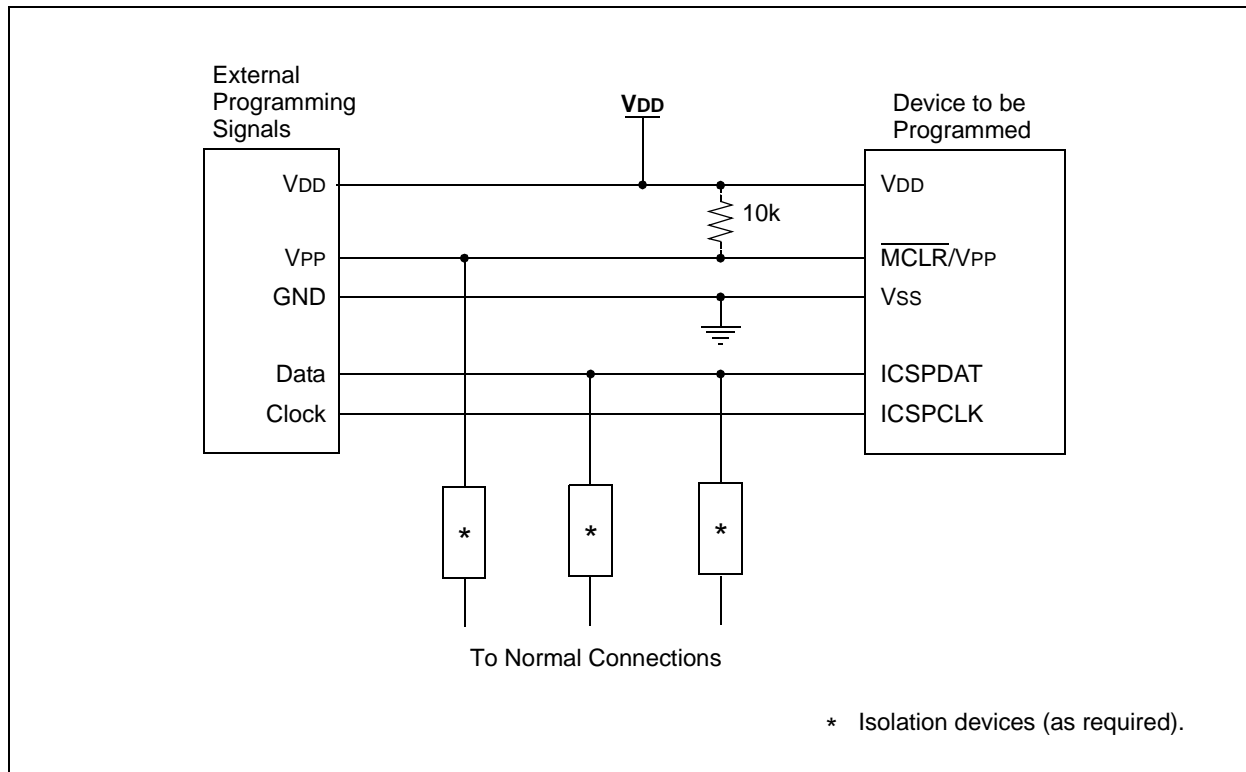 External
Programming
Signals
VDD
Device to be
Programmed
VDD
VDD
10k
VPP
MCLR/VPP
GND
VSS
Data
ICSPDAT
Clock
ICSPCLK
*
*
*
To Normal Connections
* Isolation devices (as required).